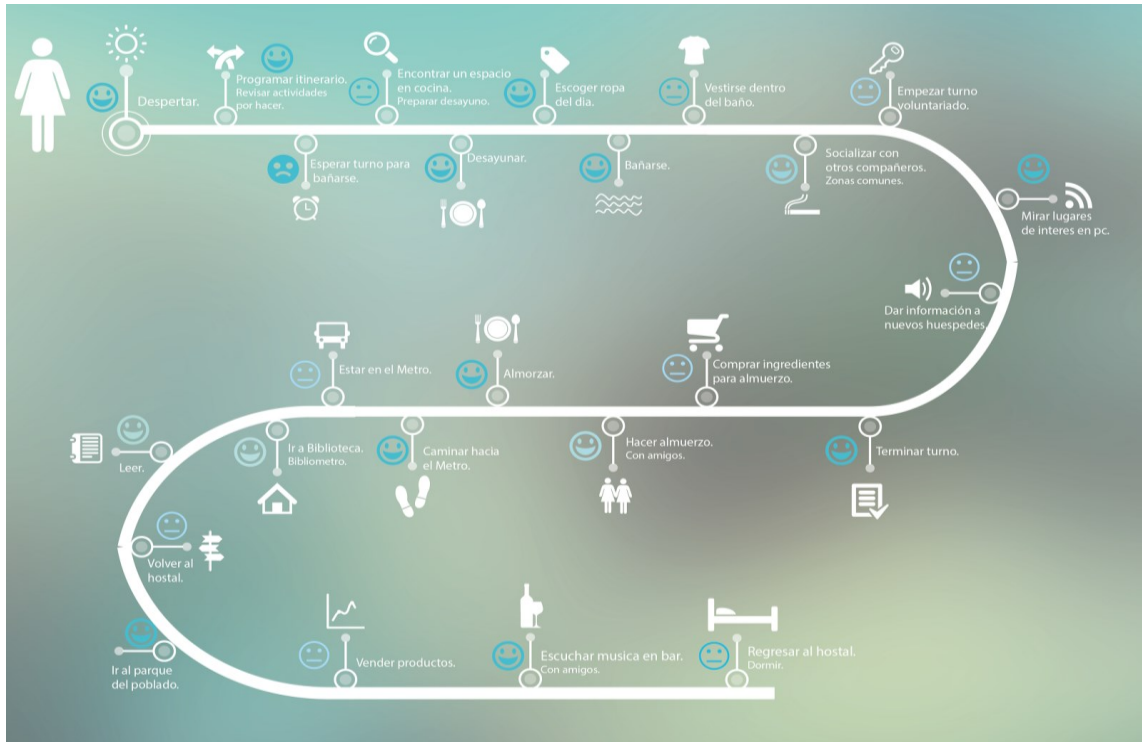 Despertar.
Programar itinerario.
Revisar actividades
por hacer.
Esperar turno para
bañarse.
Encontrar un espacio
en cocina.
Preparar desayuno.
Desayunar.
Escoger ropa
del dia.
Bañarse.
Vestirse dentro
del baño.
Socializar con
otros compañeros.
Zonas comunes.
Empezar turno
voluntariado.
Mirar lugares
de interes en pc.
Dar información a
nuevos huespedes.
Terminar turno.
Comprar ingredientes
para almuerzo.
Hacer almuerzo.
Con amigos.
Almorzar.
Caminar hacia
el Metro.
Estar en el Metro.
Ir a Biblioteca.
Bibliometro.
Leer.
Volver al
hostal.
Ir al parque
del poblado.
Vender productos.
Escuchar musica en bar.
Con amigos.
Regresar al hostal.
Dormir.